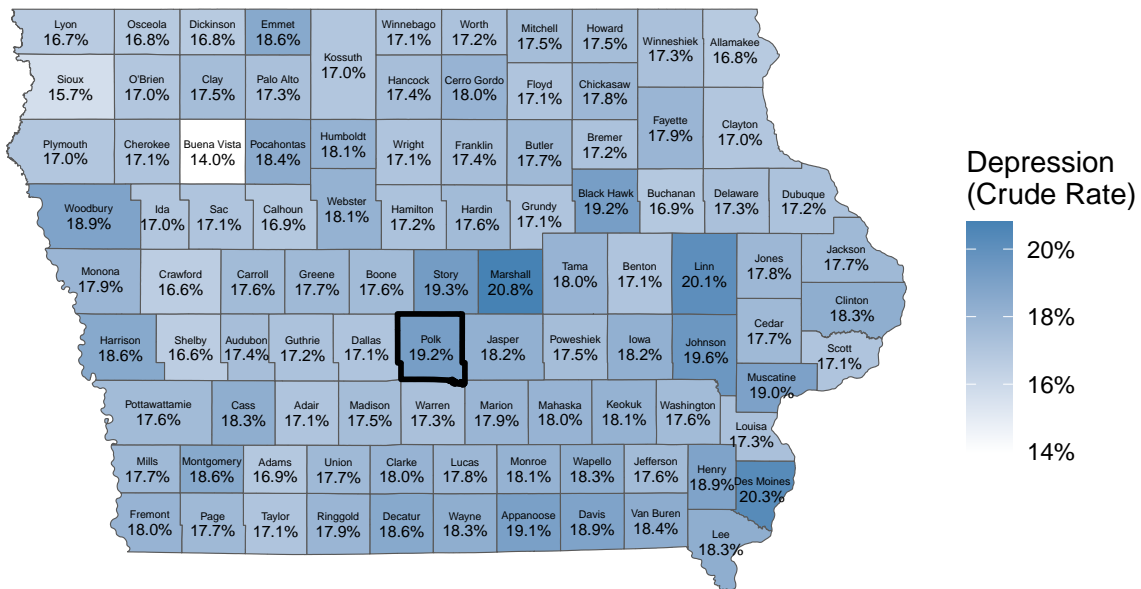 Lyon
16.7%
Osceola
16.8%
Dickinson
16.8%
Emmet
18.6%
Kossuth
17.0%
Winnebago
17.1%
Worth
17.2%
Mitchell
17.5%
Howard
17.5%
Winneshiek
17.3%
Allamakee
16.8%
Sioux
15.7%
O'Brien
17.0%
Clay
17.5%
Palo Alto
17.3%
Hancock
17.4%
Cerro Gordo
18.0%
Floyd
17.1%
Chickasaw
17.8%
Fayette
17.9%
Clayton
17.0%
Plymouth
17.0%
Cherokee
17.1%
Buena Vista
14.0%
Pocahontas
18.4%
Humboldt
18.1%
Wright
17.1%
Franklin
17.4%
Butler
17.7%
Bremer
17.2%
Woodbury
18.9%
Ida
17.0%
Sac
17.1%
Calhoun
16.9%
Webster
18.1%
Hamilton
17.2%
Hardin
17.6%
Grundy
17.1%
Black Hawk
19.2%
Buchanan
16.9%
Delaware
17.3%
Dubuque
17.2%
Monona
17.9%
Crawford
16.6%
Carroll
17.6%
Greene
17.7%
Boone
17.6%
Story
19.3%
Marshall
20.8%
Tama
18.0%
Benton
17.1%
Linn
20.1%
Jones
17.8%
Jackson
17.7%
Clinton
18.3%
Harrison
18.6%
Shelby
16.6%
Audubon
17.4%
Guthrie
17.2%
Dallas
17.1%
Polk
19.2%
Jasper
18.2%
Poweshiek
17.5%
Iowa
18.2%
Johnson
19.6%
Cedar
17.7%
Scott
17.1%
Muscatine
19.0%
Pottawattamie
17.6%
Cass
18.3%
Adair
17.1%
Madison
17.5%
Warren
17.3%
Marion
17.9%
Mahaska
18.0%
Keokuk
18.1%
Washington
17.6%
Louisa
17.3%
Mills
17.7%
Montgomery
18.6%
Adams
16.9%
Union
17.7%
Clarke
18.0%
Lucas
17.8%
Monroe
18.1%
Wapello
18.3%
Jefferson
17.6%
Henry
18.9%
Des Moines
20.3%
Fremont
18.0%
Page
17.7%
Taylor
17.1%
Ringgold
17.9%
Decatur
18.6%
Wayne
18.3%
Appanoose
19.1%
Davis
18.9%
Van Buren
18.4%
Lee
18.3%
Depression
(Crude Rate)
20%
18%
16%
14%